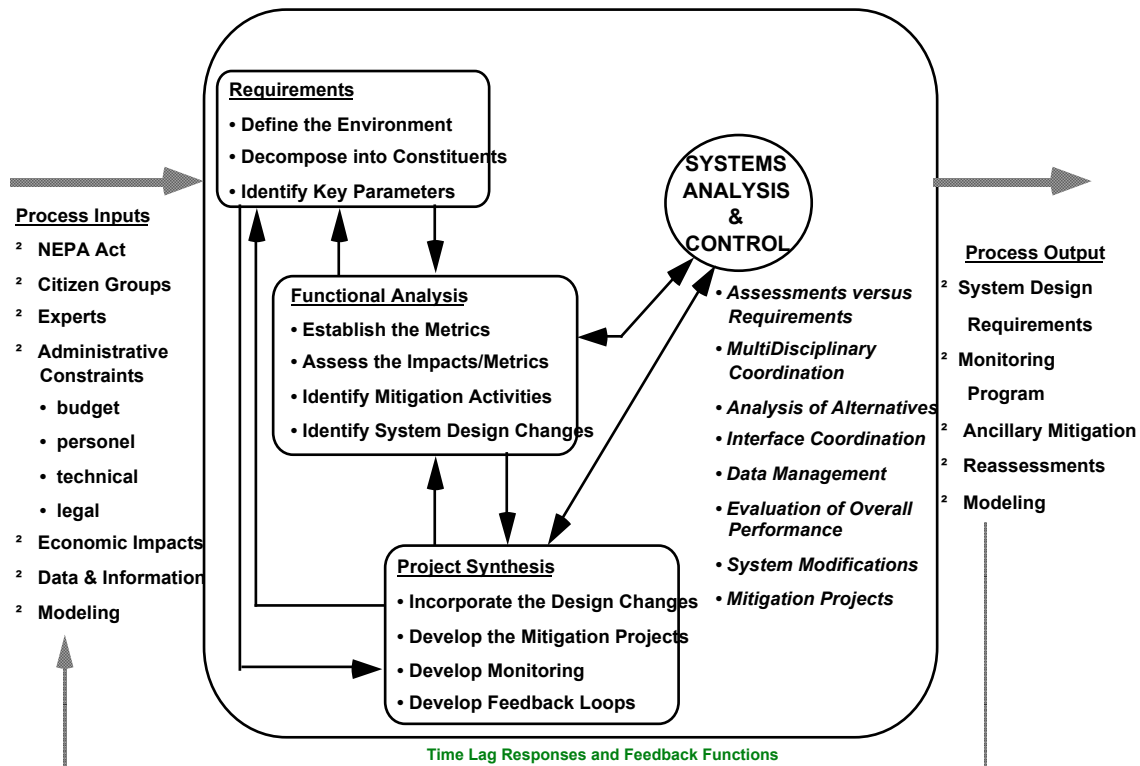 Requirements
• Define the Environment
• Decompose into Constituents
• Identify Key Parameters
SYSTEMS
ANALYSIS
&
CONTROL
Process Inputs
² NEPA Act
² Citizen Groups
² Experts
² Administrative
Constraints
• budget
• personel
• technical
• legal
² Economic Impacts
² Data & Information
² Modeling
Functional Analysis
• Establish the Metrics
• Assess the Impacts/Metrics
• Identify Mitigation Activities
• Identify System Design Changes
• Assessments versus
Requirements
• MultiDisciplinary
Coordination
• Analysis of Alternatives
• Interface Coordination
• Data Management
• Evaluation of Overall
Performance
• System Modifications
• Mitigation Projects
Process Output
² System Design
Requirements
² Monitoring
Program
² Ancillary Mitigation
² Reassessments
² Modeling
Project Synthesis
• Incorporate the Design Changes
• Develop the Mitigation Projects
• Develop Monitoring
• Develop Feedback Loops
Time Lag Responses and Feedback Functions